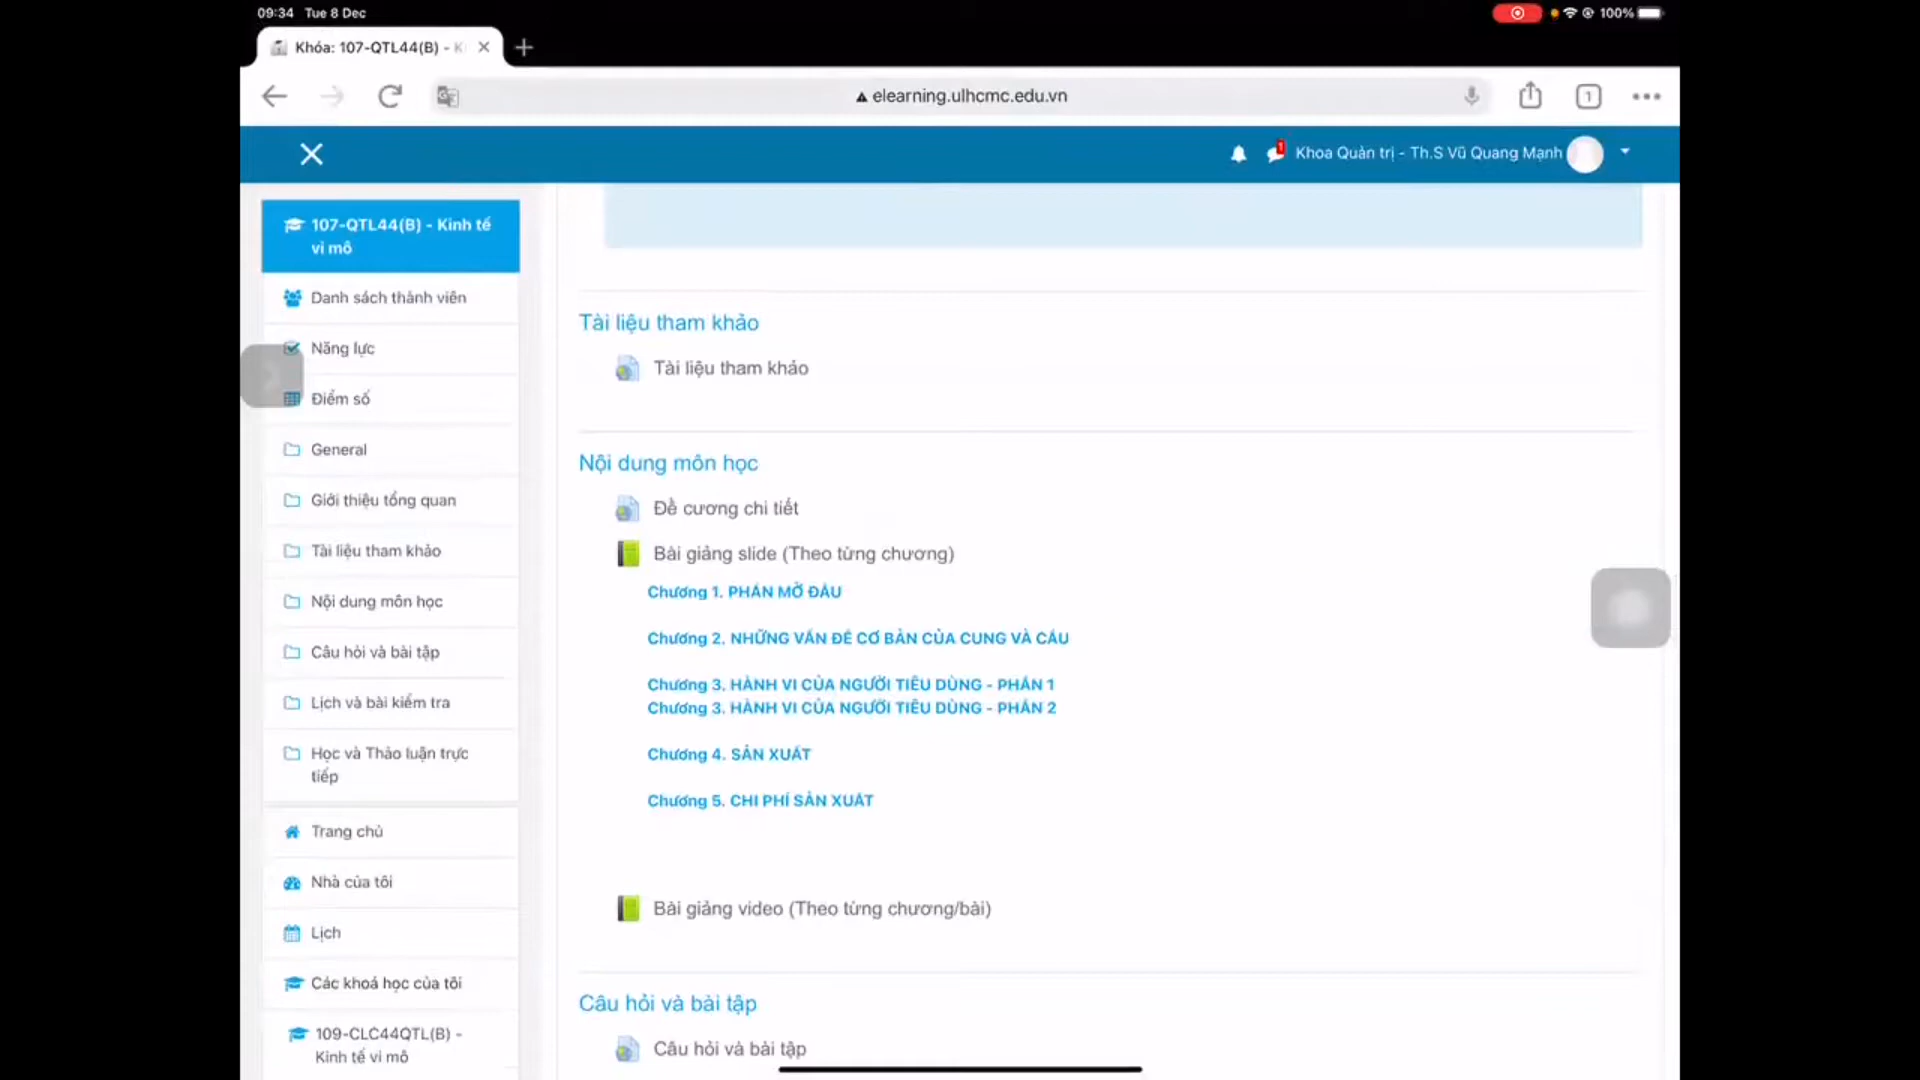 09:34 Tue 8 Dec
100%
Khóa: 107-QTL44(B) - K
elearning.ulhcmc.edu.vn
1
1
Khoa Quản trị - Th.S Vũ Quang Mạnh
107-QTL44(B) - Kinh tế
vi mô
Danh sách thành viên
Năng lực
Điểm số
General
Giới thiệu tổng quan
Tài liệu tham khảo
Nội dung môn học
Câu hỏi và bài tập
Lịch và bài kiểm tra
Học và Thảo luận trực
tiếp
Trang chủ
Nhà của tôi
Lịch
Các khoá học của tôi
109-CLC44QTL(B) -
Kinh tế vi mô
Tài liệu tham khảo
Tài liệu tham khảo
Nội dung môn học
Đề cương chi tiết
Bài giảng slide (Theo từng chương)
Chương 1. PHẦN MỞ ĐẦU
Chương 2. NHỮNG VẤN ĐỀ CƠ BẢN CỦA CUNG VÀ CẦU
Chương 3. HÀNH VI CỦA NGƯỜI TIÊU DÙNG - PHẦN 1
Chương 3. HÀNH VI CỦA NGƯỜI TIÊU DÙNG - PHẦN 2
Chương 4. SẢN XUẤT
Chương 5. CHI PHÍ SẢN XUẤT
Bài giảng video (Theo từng chương/bài)
Câu hỏi và bài tập
Câu hỏi và bài tập